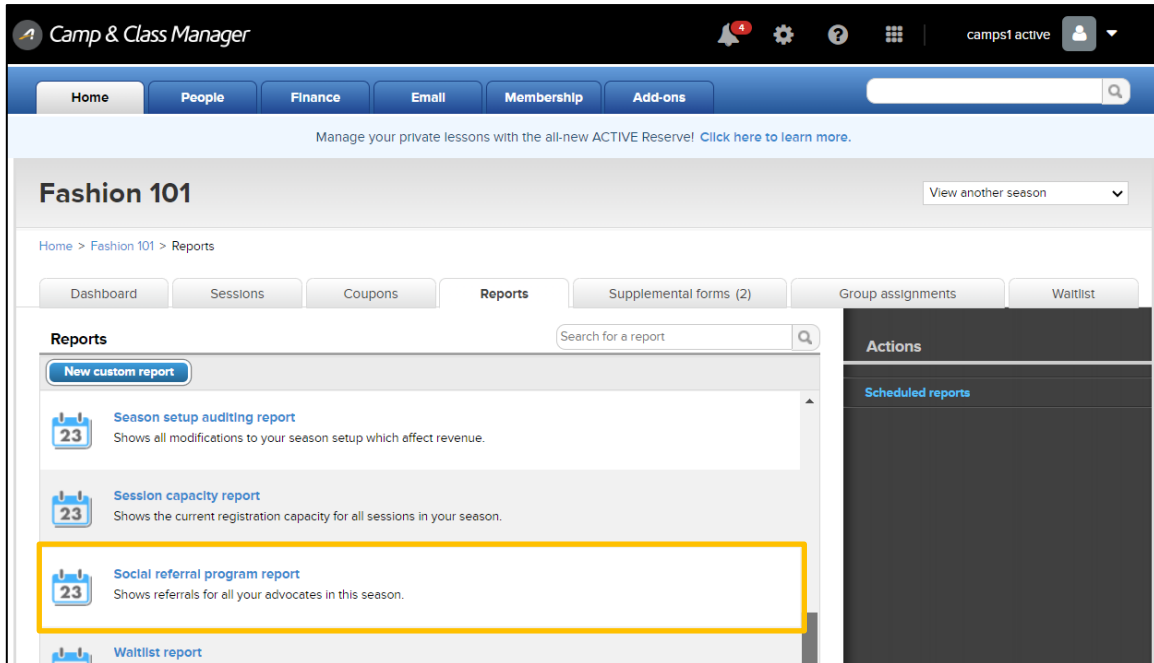 Camp & Class Manager
4
camps1 active
Home People Finance Email Membership Add-ons
Manage your private lessons with the all-new ACTIVE Reserve! Click here to learn more.
Fashion 101
View another season
Home > Fashion 101 > Reports
Dashboard Sessions Coupons Reports Supplemental forms (2) Group assignments Waitlist
Reports
Search for a report
Actions
New custom report
Scheduled reports
23
Season setup auditing report
Shows all modifications to your season setup which affect revenue.
23
Session capacity report
Shows the current registration capacity for all sessions in your season.
23
Social referral program report
Shows referrals for all your advocates in this season.
Waitlist report